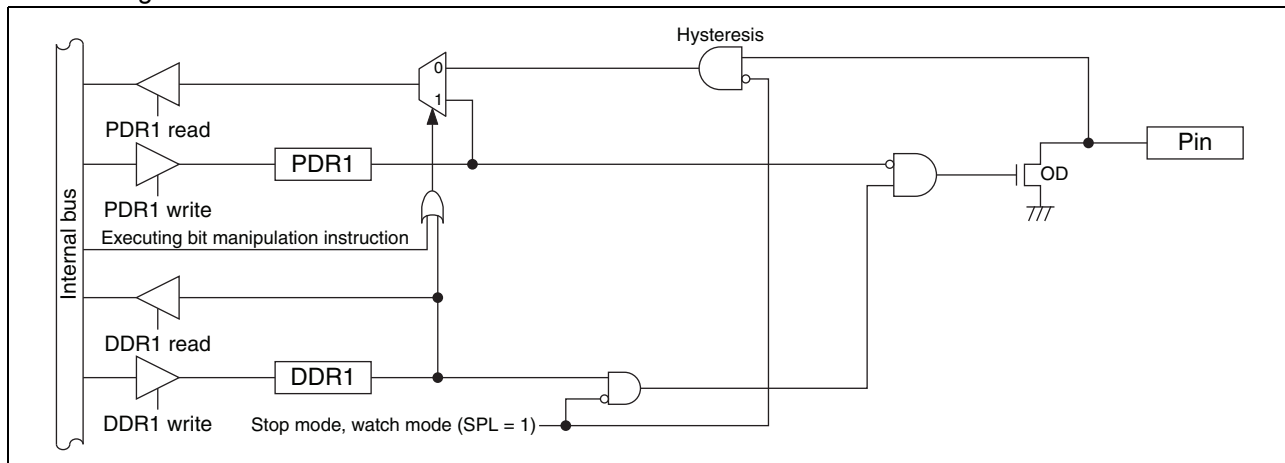 Hysteresis
0
1
PDR1 read
PDR1
Pin
OD
PDR1 write
Executing bit manipulation instruction
Internal bus
DDR1 read
DDR1
DDR1 write
Stop mode, watch mode (SPL = 1)